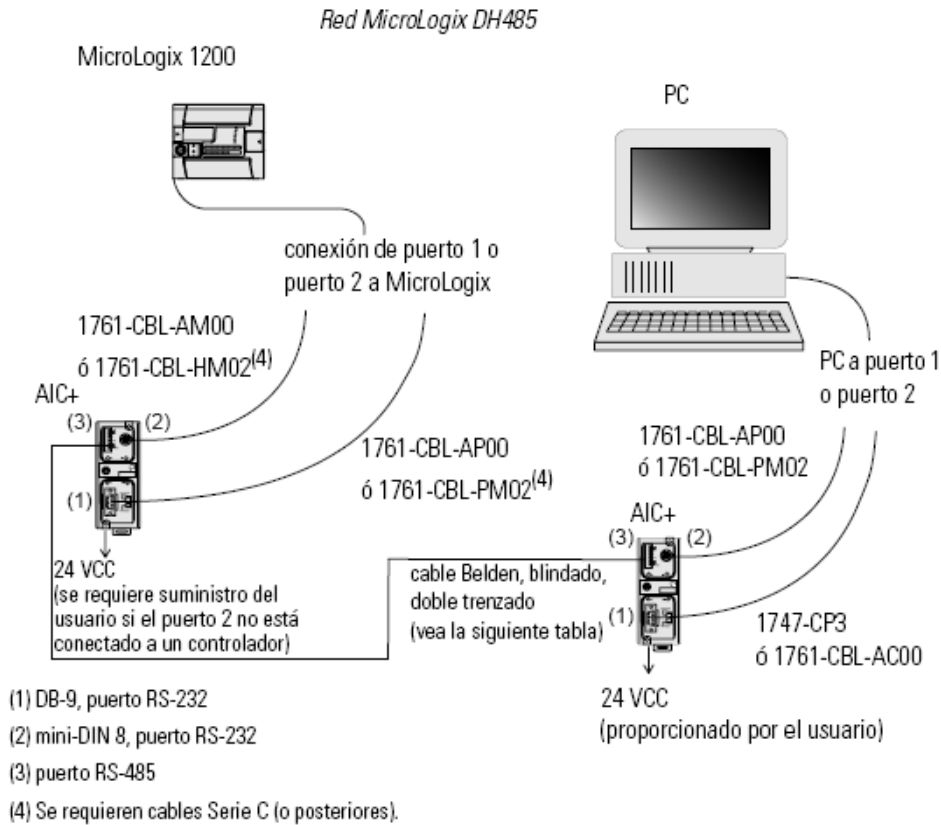 Red MicroLogix DH485
MicroLogix 1200
PC
conexión de puerto 1 o
puerto 2 a MicroLogix
1761-CBL-AM00
ó 1761-CBL-HM02(4)
AIC+
(3)
(2)
(1)
1761-CBL-AP00
ó 1761-CBL-PM02(4)
24 VCC
(se requiere suministro del
usuario si el puerto 2 no está
conectado a un controlador)
PC a puerto 1
o puerto 2
1761-CBL-AP00
ó 1761-CBL-PM02
AIC+
(3)
(2)
(1)
cable Belden, blindado,
doble trenzado
(vea la siguiente tabla)
1747-CP3
ó 1761-CBL-AC00
24 VCC
(proporcionado por el usuario)
(1) DB-9, puerto RS-232
(2) mini-DIN 8, puerto RS-232
(3) puerto RS-485
(4) Se requieren cables Serie C (o posteriores).